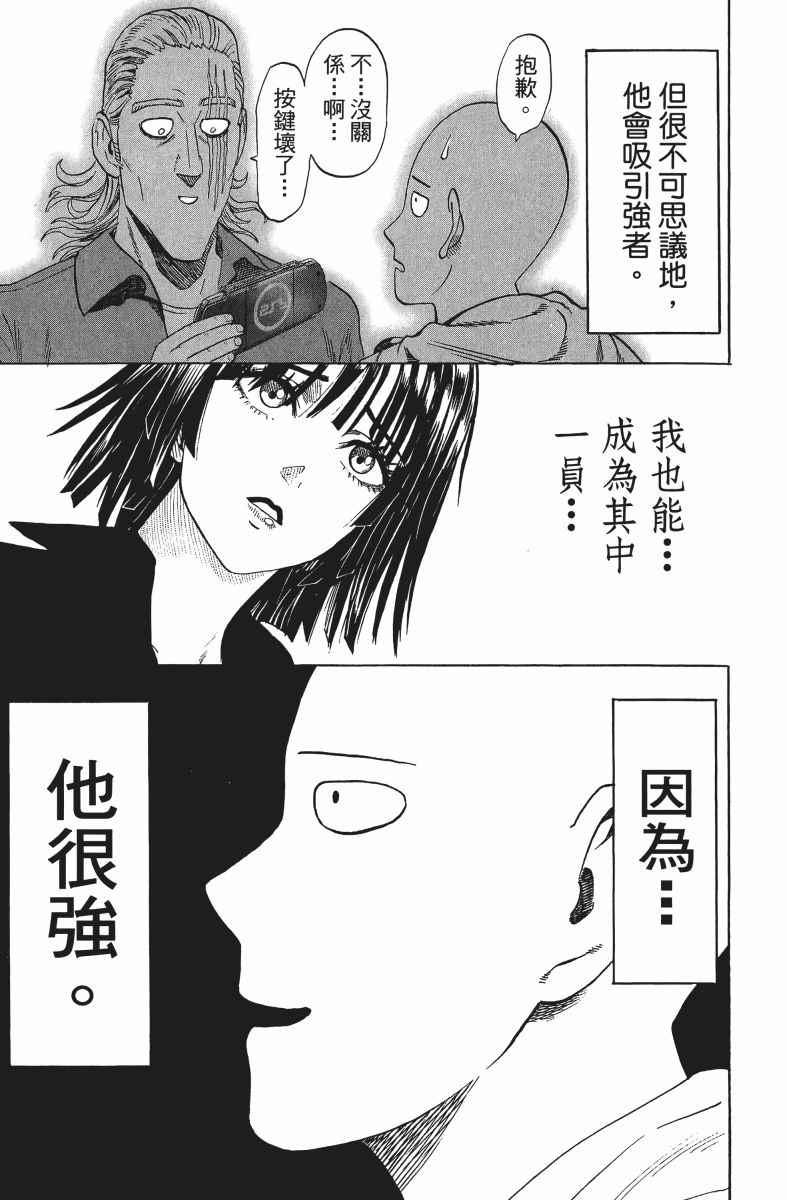 但很不可思議地，
他會吸引強者。
抱歉。
不⋯沒關
係⋯啊⋯
按鍵壞了⋯
我也能⋯
成為其中
一員⋯
因為⋯
他很強。